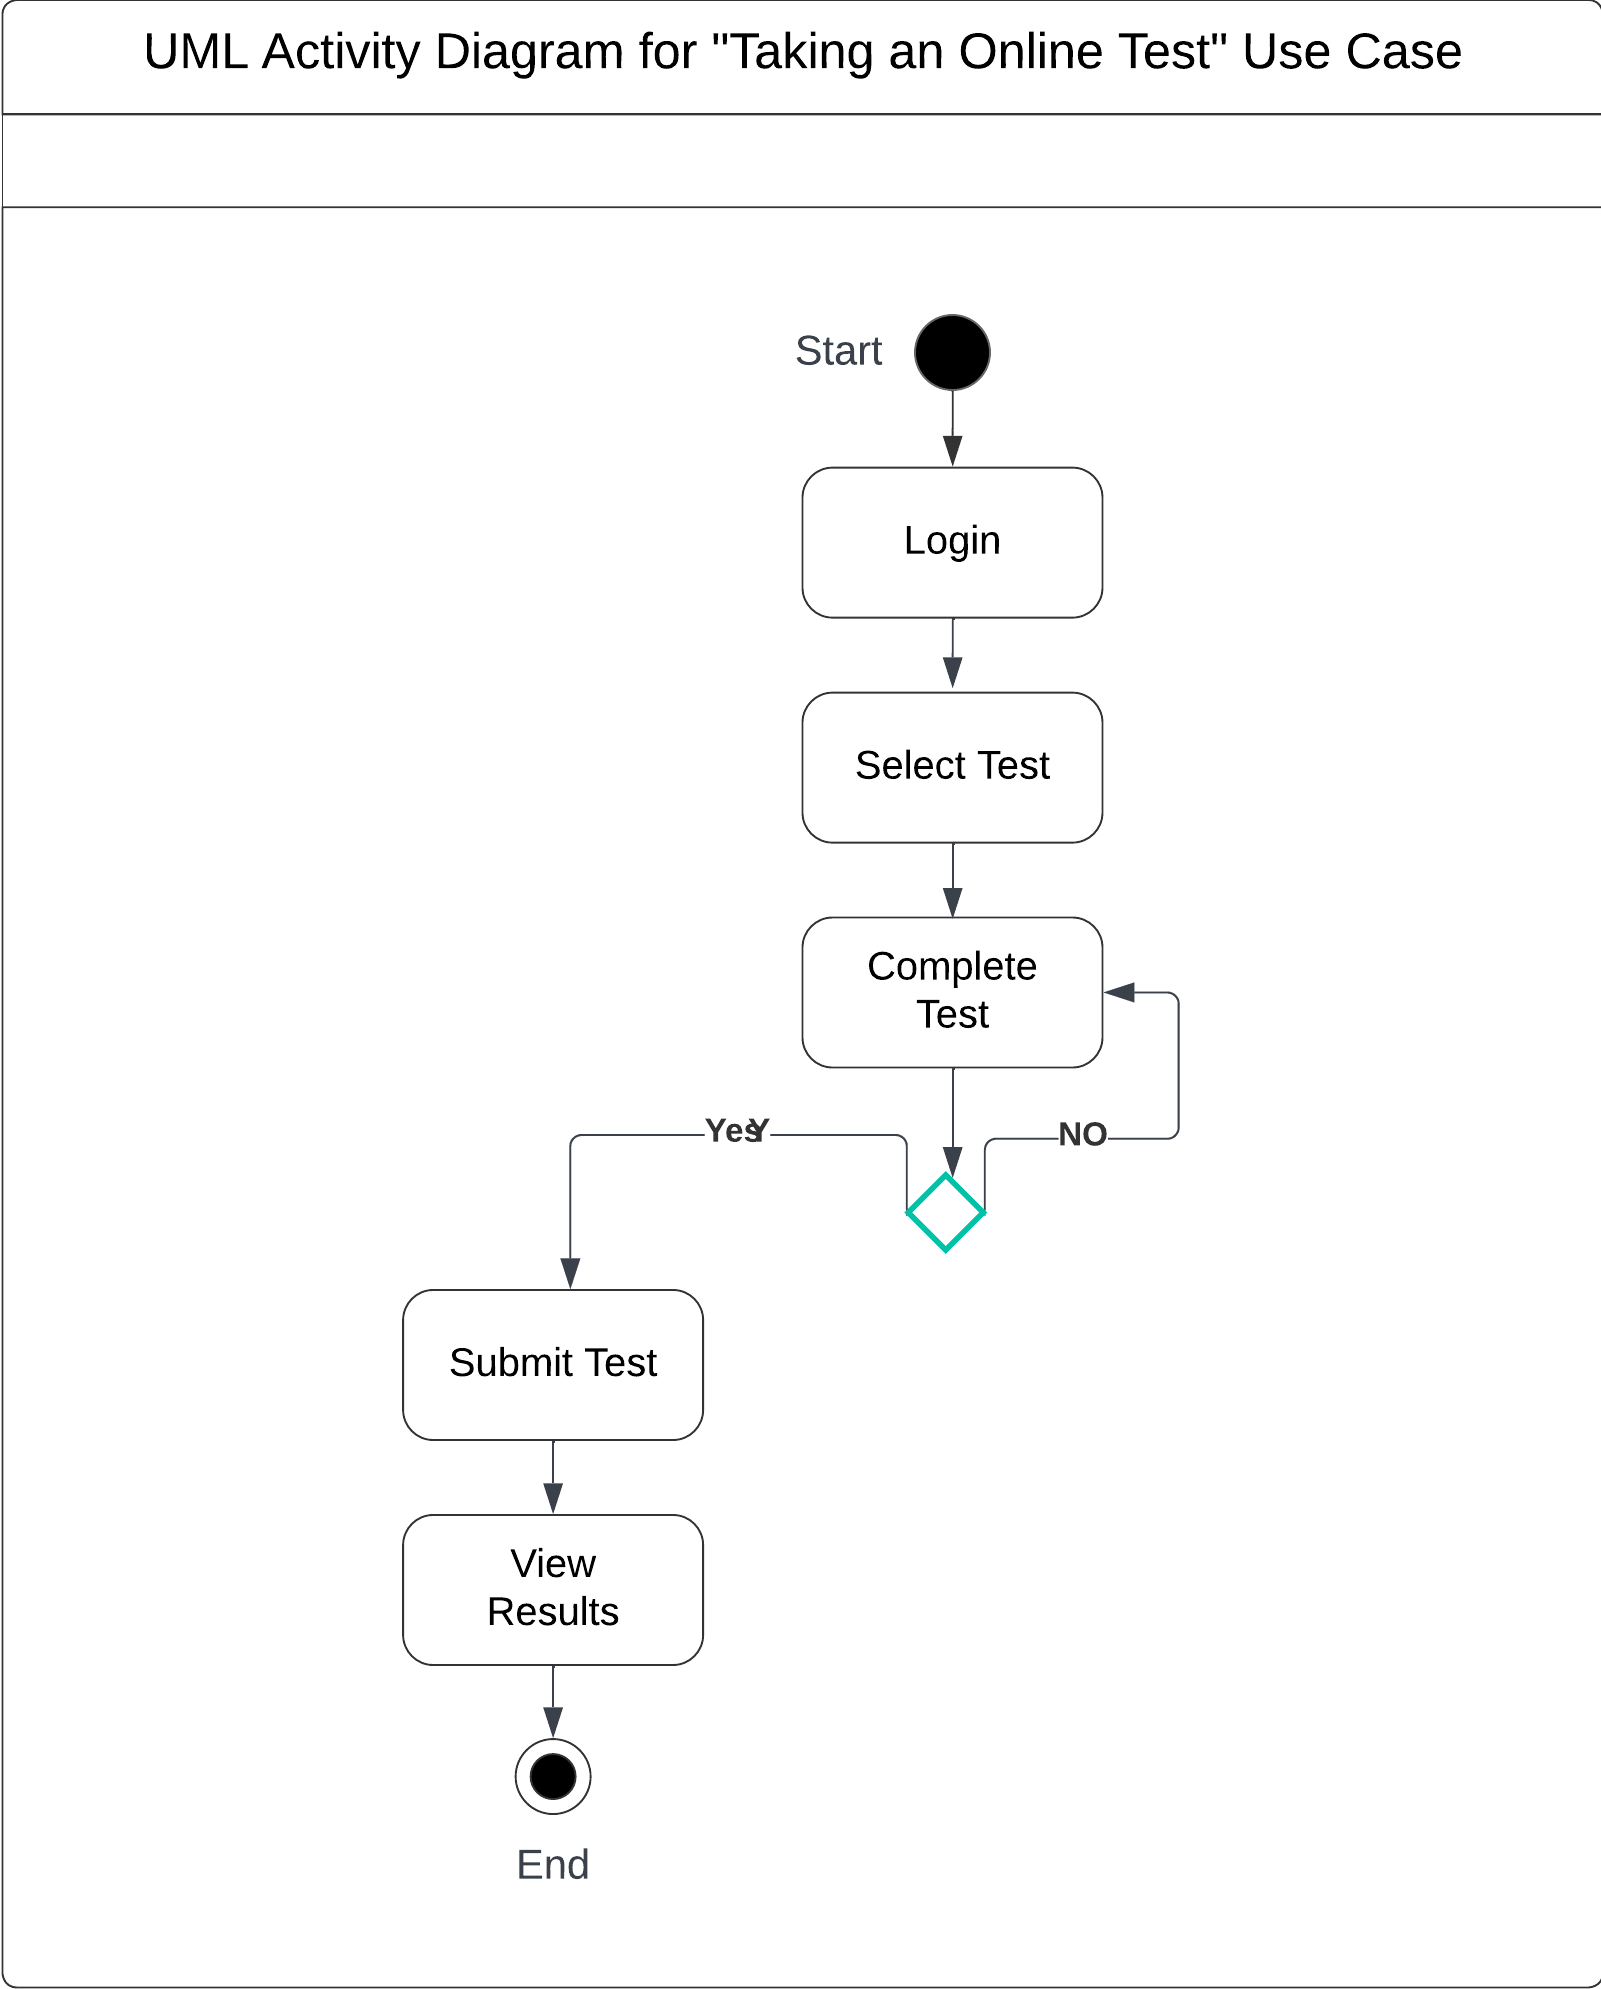 UML Activity Diagram for "Taking an Online Test" Use Case
Start
Login
Select Test
Complete
Test
YesY
NO
Submit Test
View
Results
End